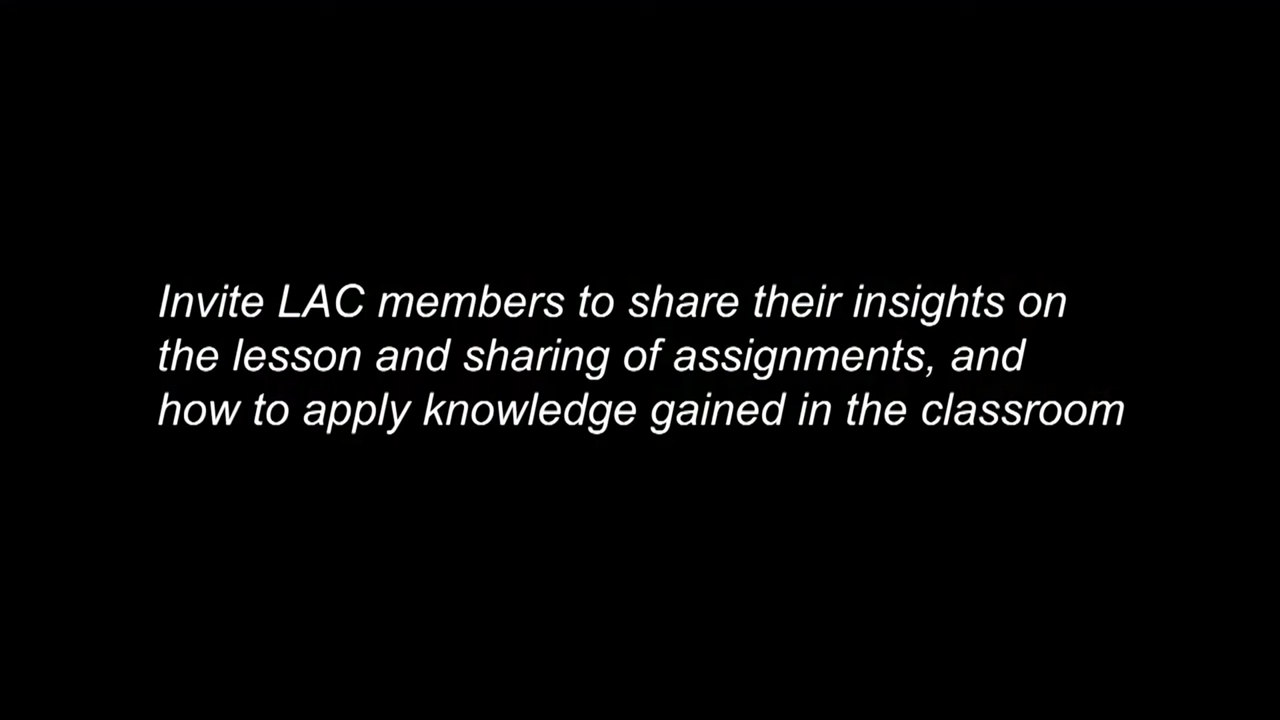 Invite LAC members to share their insights on
the lesson and sharing of assignments, and
how to apply knowledge gained in the classroom